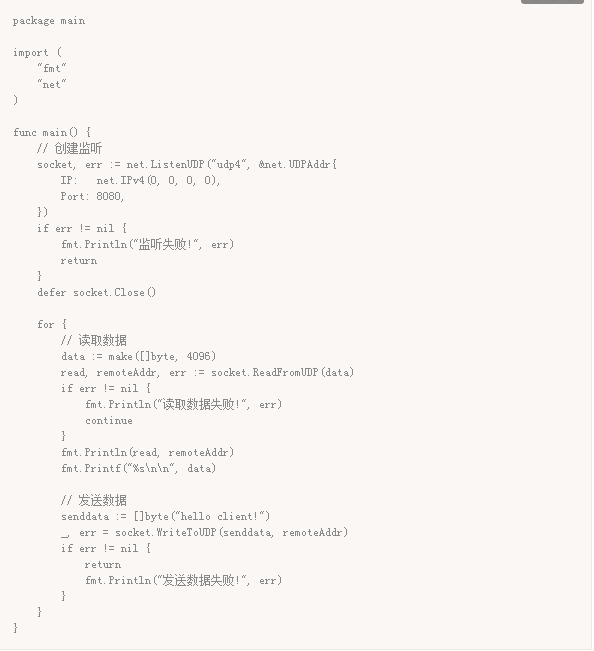 package main
import (
"fmt"
"net"
)
func main() {
// 创建监听
socket, err := net.ListenUDP("udp4", &net.UDPAddr{
IP:   net.IPv4(0, 0, 0, 0),
Port: 8080,
})
if err != nil {
fmt.Println("监听失败!", err)
return
}
defer socket.Close()
for {
// 读取数据
data := make([]byte, 4096)
read, remoteAddr, err := socket.ReadFromUDP(data)
if err != nil {
fmt.Println("读取数据失败!", err)
continue
}
fmt.Println(read, remoteAddr)
fmt.Printf("%s\n\n", data)
// 发送数据
senddata := []byte("hello client!")
_, err = socket.WriteToUDP(senddata, remoteAddr)
if err != nil {
return
fmt.Println("发送数据失败!", err)
}
}
}